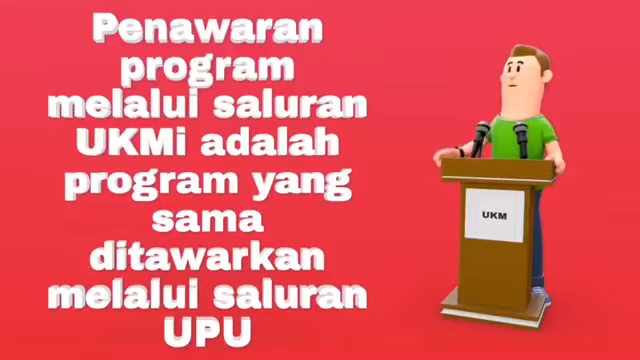 Penawaran
program
melalui saluran
UKMi adalah
program yang
sama
ditawarkan
melalui saluran
UPU
UKM